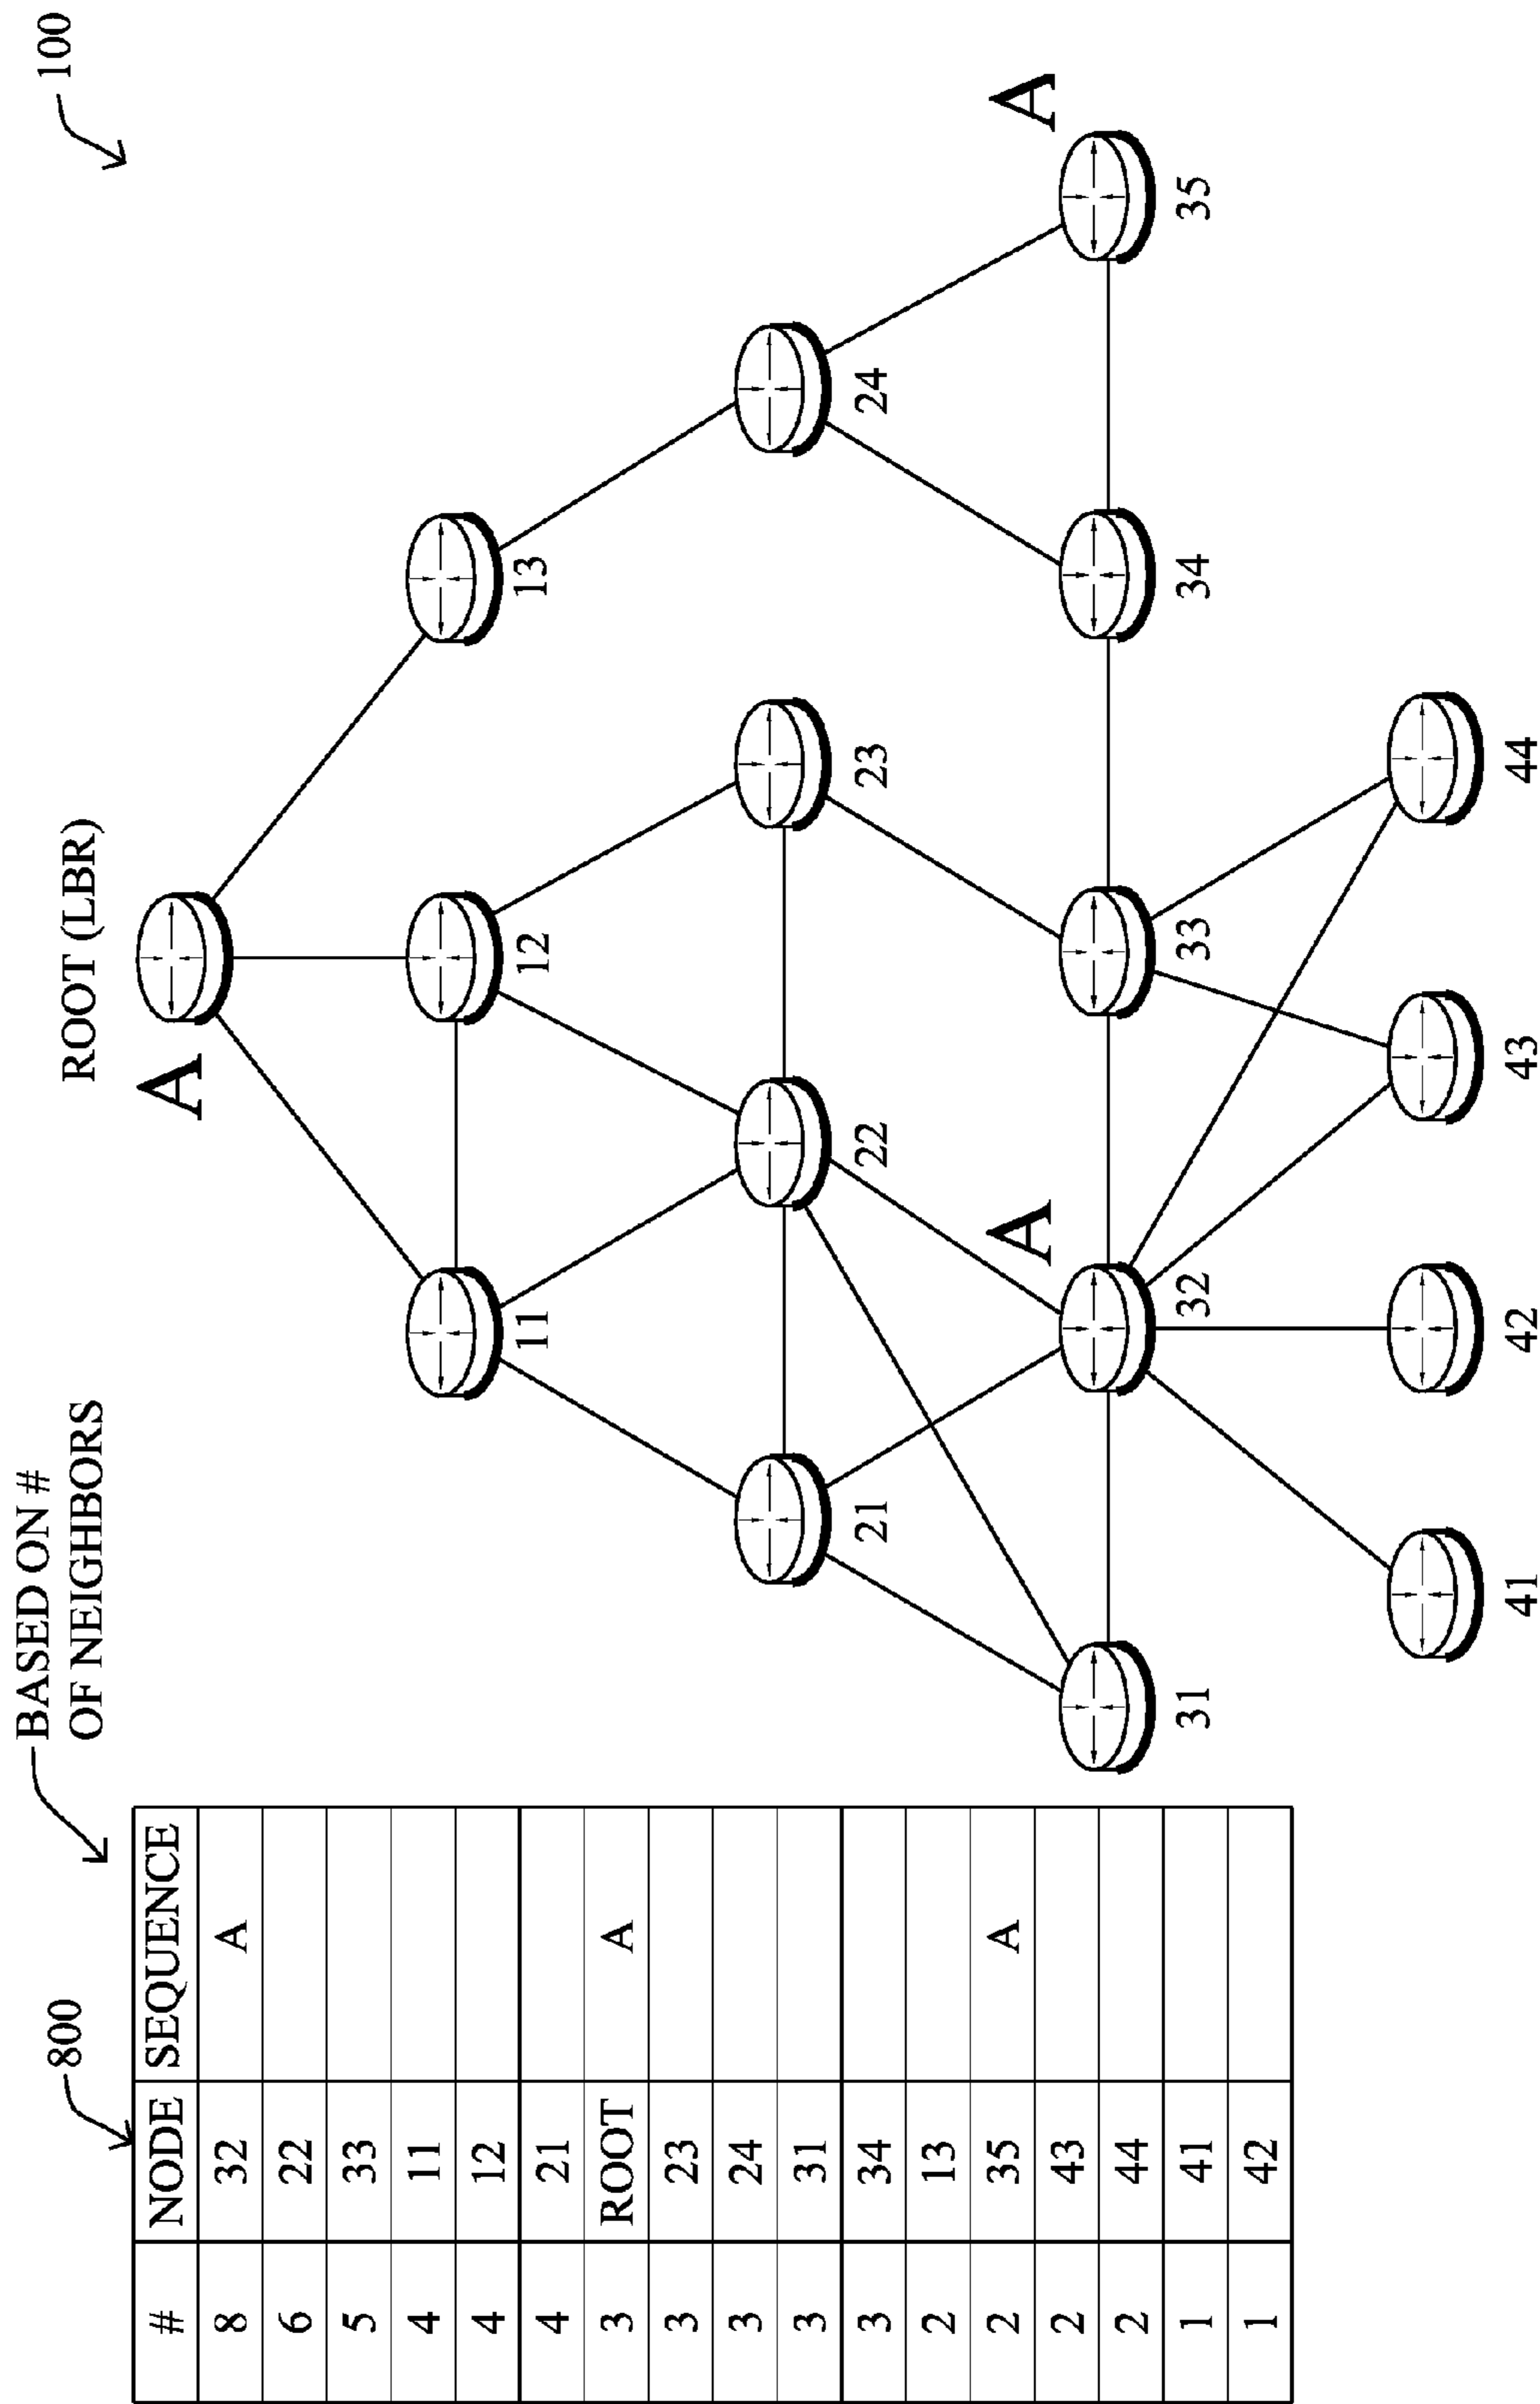 100
800
BASED ON #
OF NEIGHBORS
# NODE SEQUENCE
8 32 A
6 22
5 33
4 11
4 12
4 21
3 ROOT A
3 23
3 24
3 31
3 34
2 13
2 35 A
2 43
2 44
1 41
1 42
ROOT (LBR)
A
11 12 13
21 22 23 24
A A
31 32 33 34 35
41 42 43 44